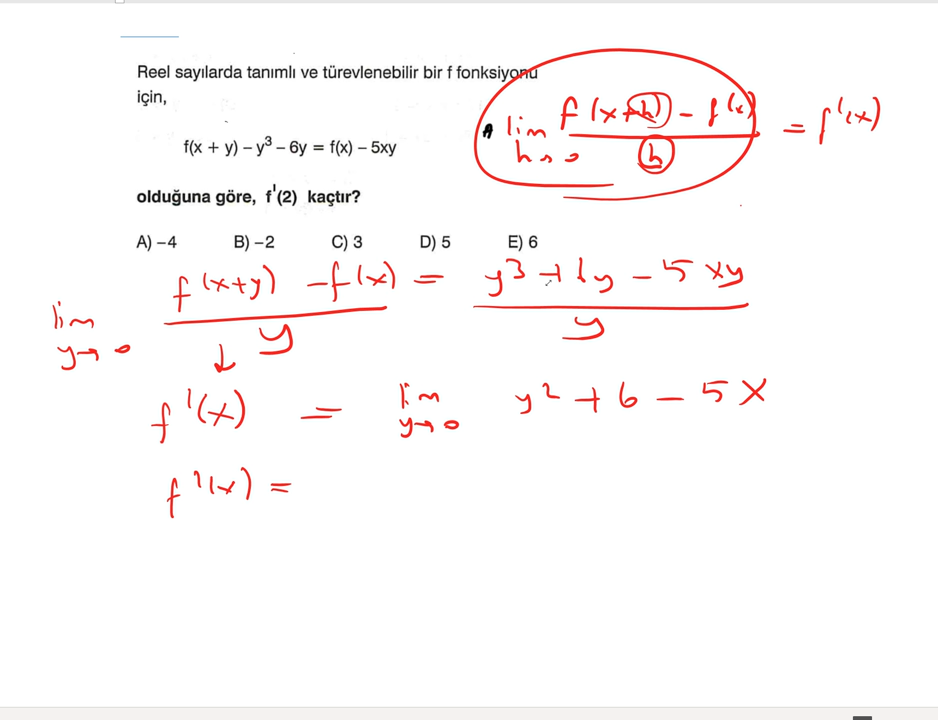 Reel sayılarda tanımlı ve türevlenebilir bir f fonksiyonu
için,
f(x + y) – y³ – 6y = f(x) – 5xy
olduğuna göre, f'(2) kaçtır?
A) –4 B) –2 C) 3 D) 5 E) 6
lim h→0 f(x+h) - f(x) / h = f'(x)
lim y→0 f(x+y) - f(x) / y = y³ + 6y - 5xy / y
f'(x) = lim y→0 y² + 6 - 5x
f'(x) =